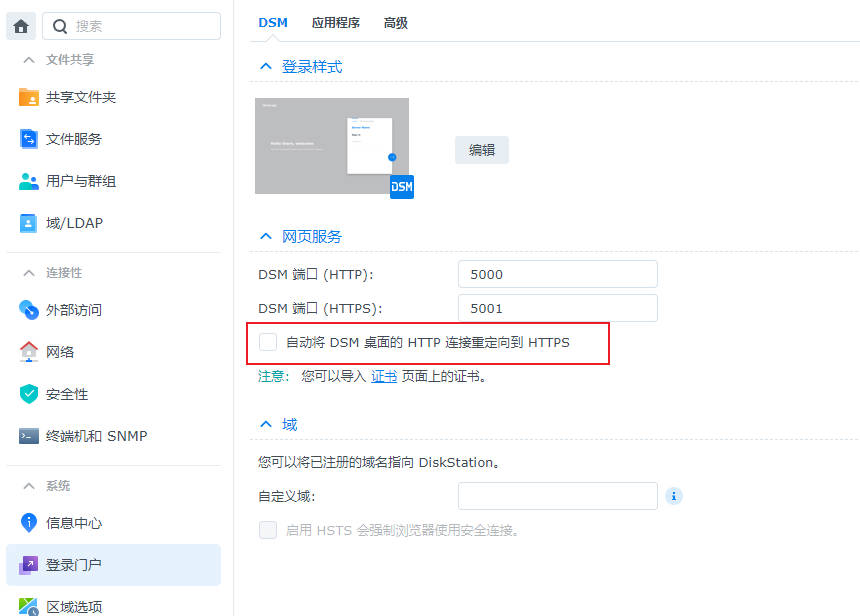 搜索
文件共享
共享文件夹
文件服务
用户与群组
域/LDAP
连接性
外部访问
网络
安全性
终端机和 SNMP
系统
信息中心
登录门户
区域选项
DSM 应用程序 高级
登录样式
DSM
编辑
网页服务
DSM 端口 (HTTP): 5000
DSM 端口 (HTTPS): 5001
自动将 DSM 桌面的 HTTP 连接重定向到 HTTPS
注意: 您可以导入 证书 页面上的证书。
域
您可以将已注册的域名指向 DiskStation。
自定义域:
启用 HSTS 会强制浏览器使用安全连接。